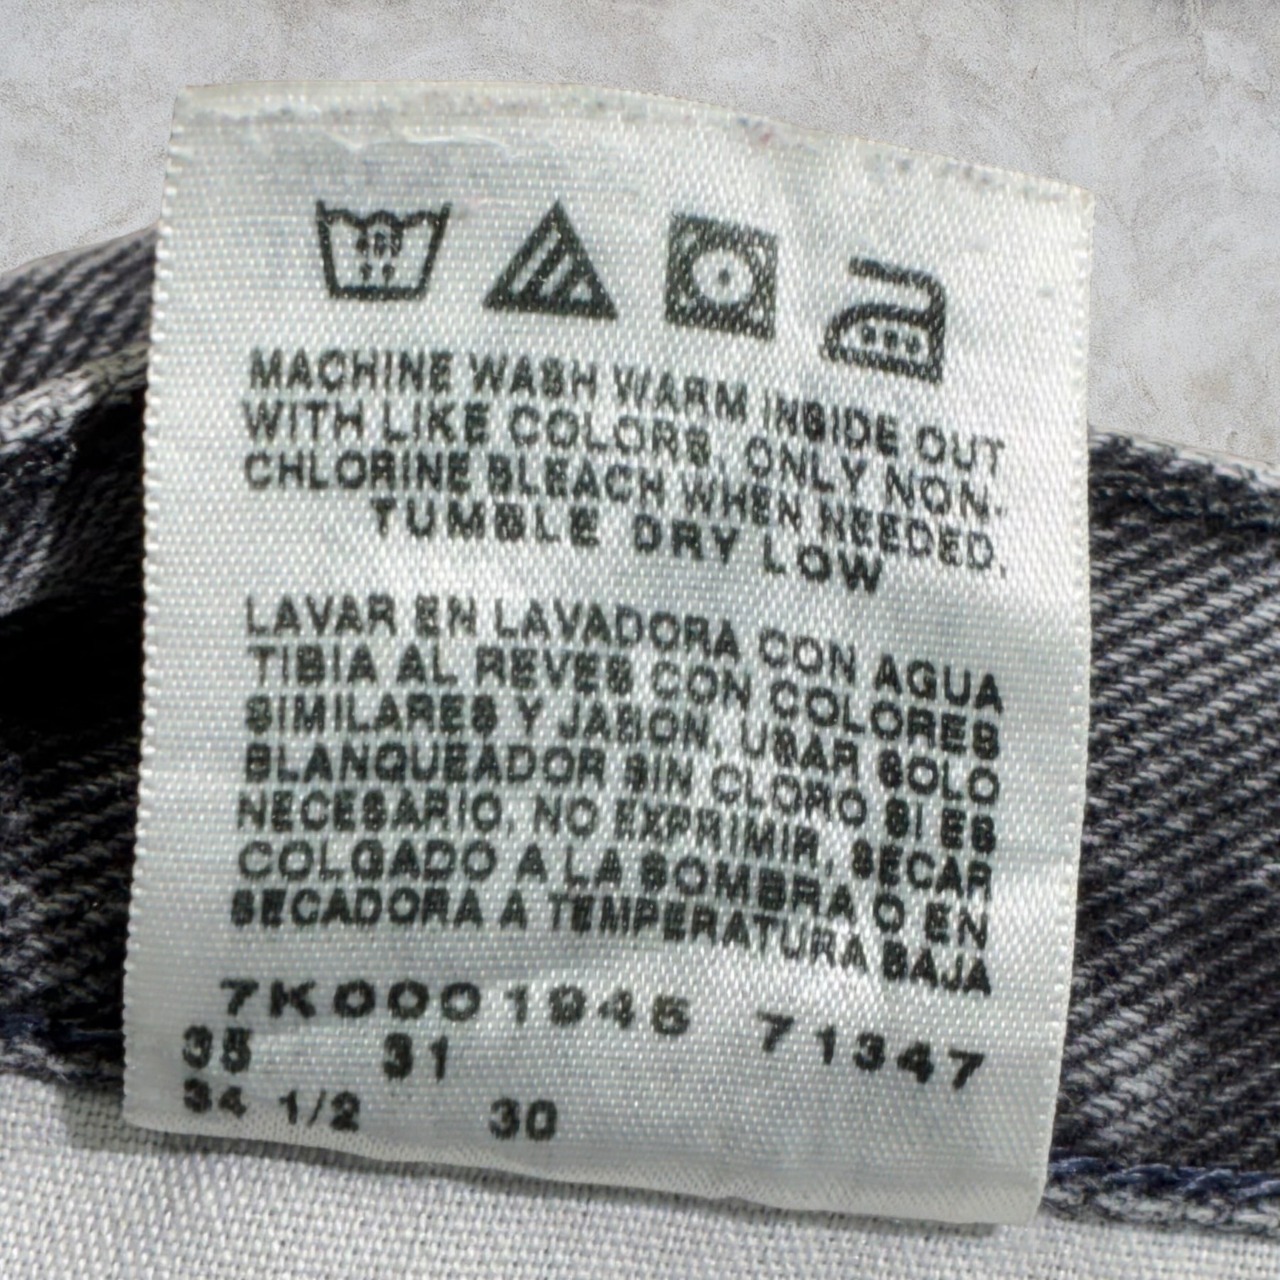 MACHINE WASH WARM INSIDE OUT
WITH LIKE COLORS, ONLY NON-
CHLORINE BLEACH WHEN NEEDED.
TUMBLE DRY LOW
LAVAR EN LAVADORA CON AGUA
TIBIA AL REVES CON COLORES
SIMILARES Y JABON, USAR SOLO
BLANQUEADOR SIN CLORO SI ES
NECESARIO, NO EXPRIMIR, SECAR
COLGADO A LA SOMBRA O EN
SECADORA A TEMPERATURA BAJA
7K000 1945 71347
35 31
34 1/2 30